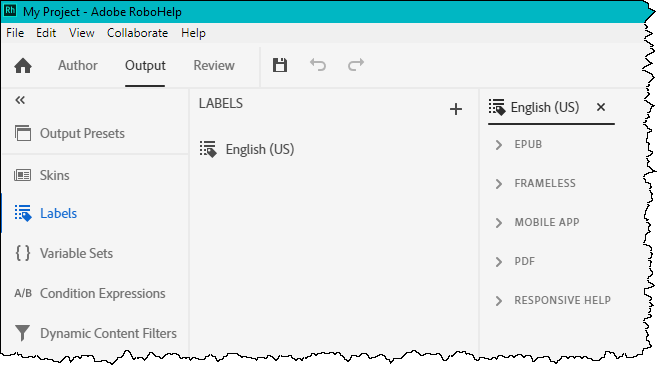 Rh My Project - Adobe RoboHelp
File Edit View Collaborate Help
Author Output Review
Output Presets
Skins
Labels
{ } Variable Sets
A/B Condition Expressions
Dynamic Content Filters
LABELS
English (US)
English (US)
EPUB
FRAMELESS
MOBILE APP
PDF
RESPONSIVE HELP